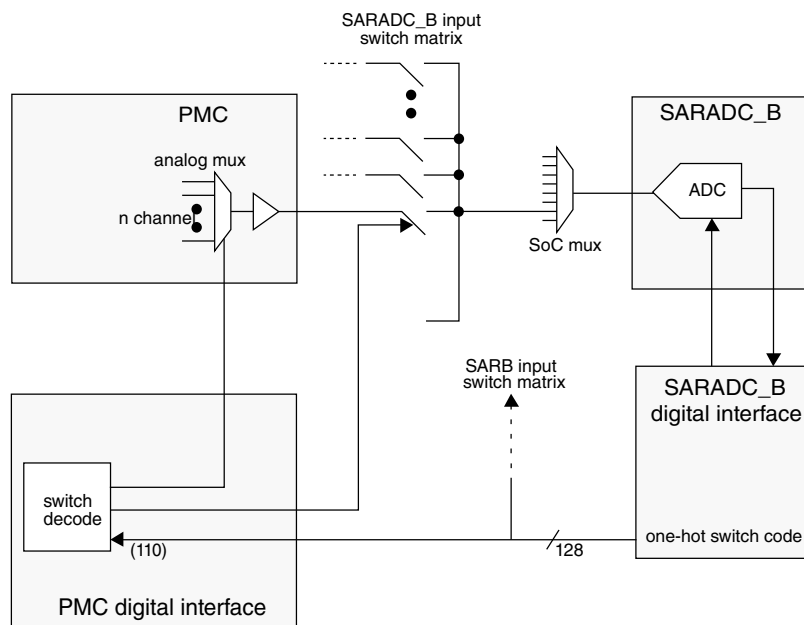 SARADC_B input
switch matrix
PMC
SARADC_B
analog mux
ADC
n channel
SoC mux
SARB input
switch matrix
SARADC_B
digital interface
switch
decode
(110)
128
one-hot switch code
PMC digital interface